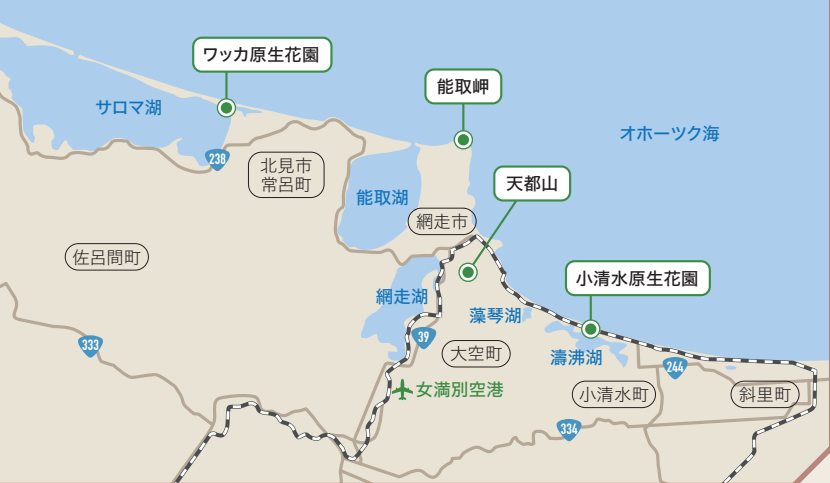 ワッカ原生花園
能取岬
サロマ湖
オホーツク海
238
北見市
常呂町
天都山
能取湖
網走市
佐呂間町
小清水原生花園
網走湖
藻琴湖
39
333
大空町
濤沸湖
244
女満別空港
小清水町
斜里町
334